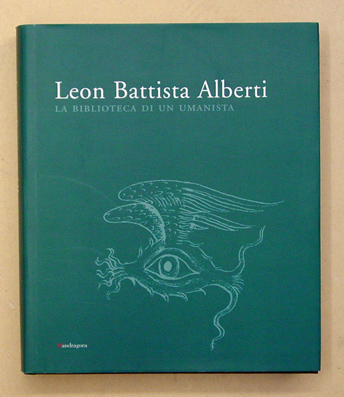 Leon Battista Alberti
LA BIBLIOTECA DI UN UMANISTA
Mandragora